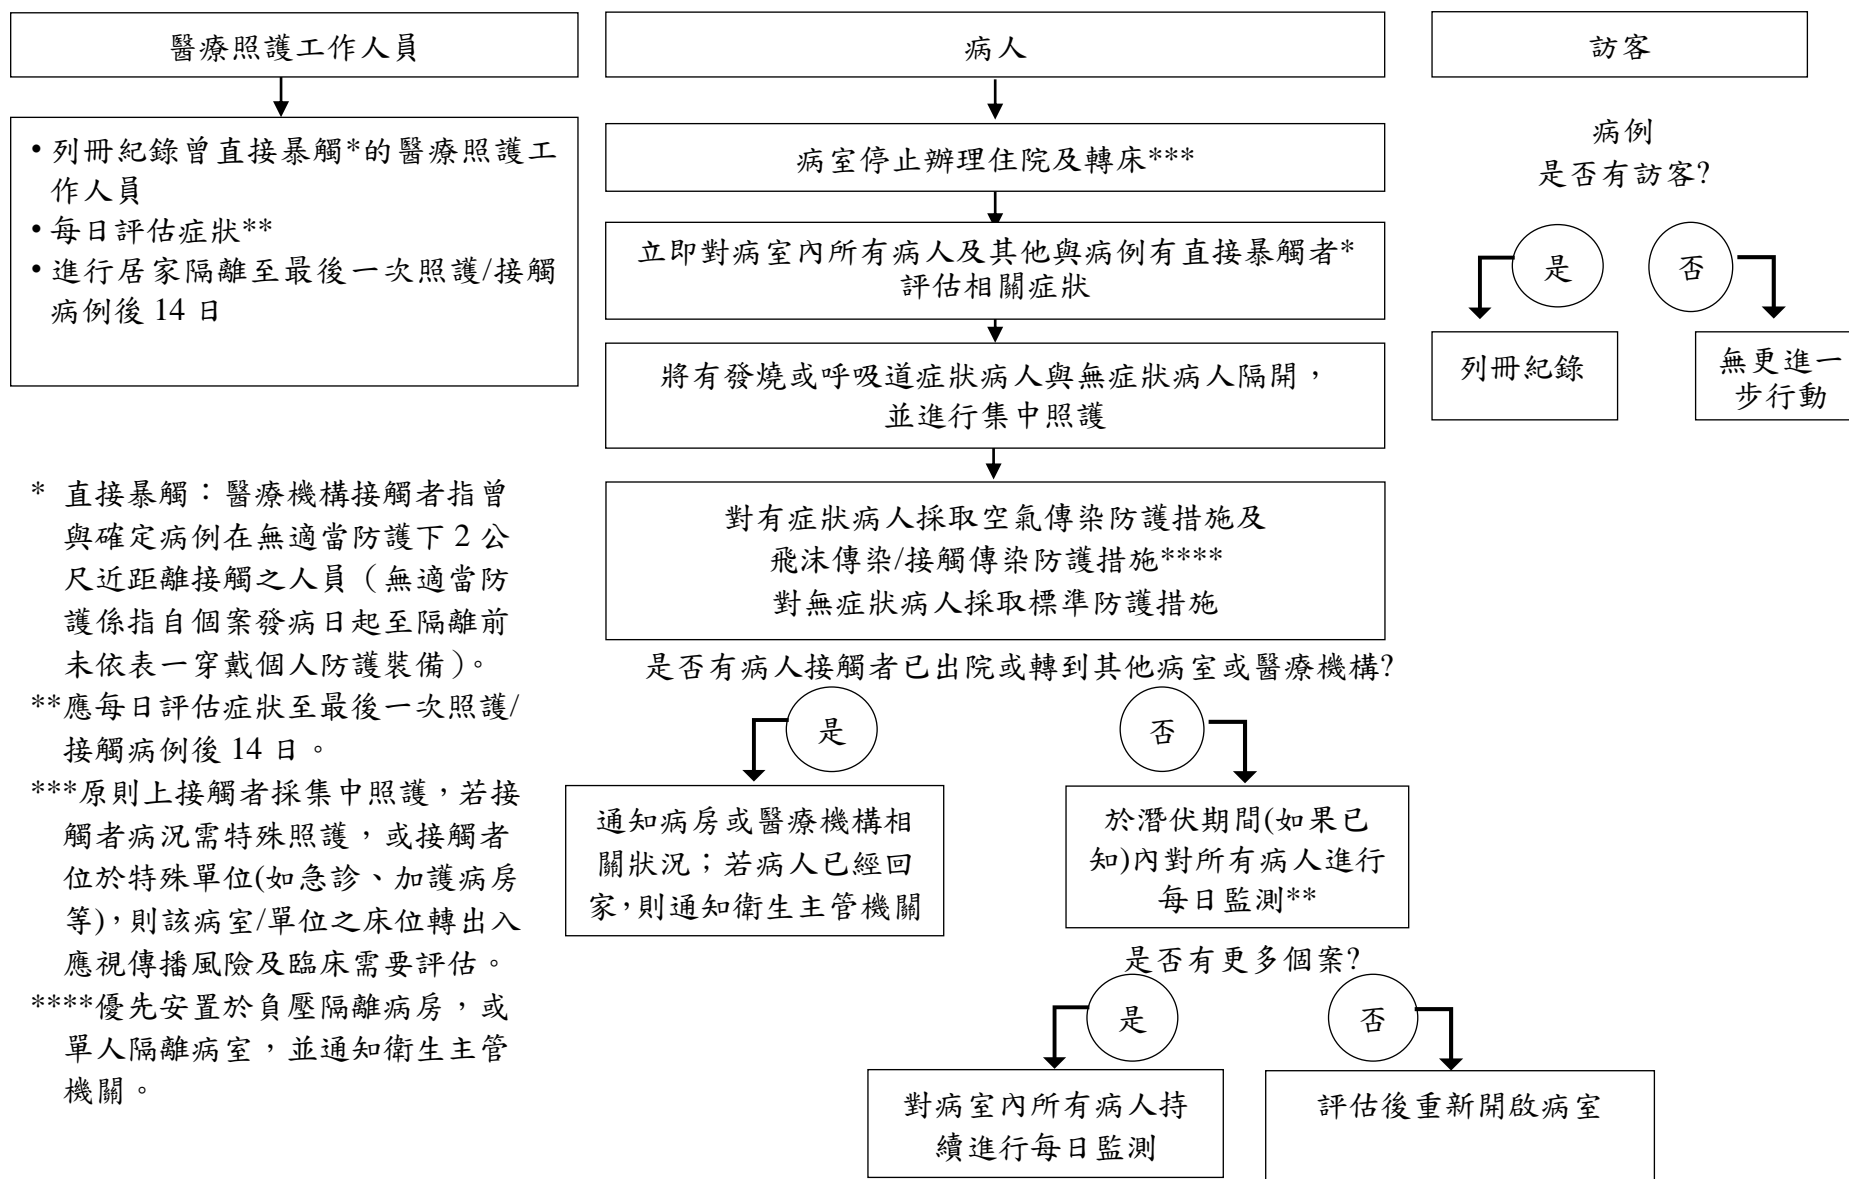 醫療照護工作人員
• 列冊紀錄曾直接暴觸*的醫療照護工
作人員
• 每日評估症狀**
• 進行居家隔離至最後一次照護/接觸
病例後 14 日
病人
病室停止辦理住院及轉床***
立即對病室內所有病人及其他與病例有直接暴觸者*
評估相關症狀
將有發燒或呼吸道症狀病人與無症狀病人隔開，
並進行集中照護
對有症狀病人採取空氣傳染防護措施及
飛沫傳染/接觸傳染防護措施****
對無症狀病人採取標準防護措施
是否有病人接觸者已出院或轉到其他病室或醫療機構?
是
否
通知病房或醫療機構相
關狀況；若病人已經回
家，則通知衛生主管機關
於潛伏期間(如果已
知)內對所有病人進行
每日監測**
是否有更多個案?
是
否
對病室內所有病人持
續進行每日監測
評估後重新開啟病室
訪客
病例
是否有訪客?
是
否
列冊紀錄
無更進一
步行動
* 直接暴觸：醫療機構接觸者指曾
與確定病例在無適當防護下 2 公
尺近距離接觸之人員（無適當防
護係指自個案發病日起至隔離前
未依表一穿戴個人防護裝備）。
**應每日評估症狀至最後一次照護/
接觸病例後 14 日。
***原則上接觸者採集中照護，若接
觸者病況需特殊照護，或接觸者
位於特殊單位(如急診、加護病房
等)，則該病室/單位之床位轉出入
應視傳播風險及臨床需要評估。
****優先安置於負壓隔離病房，或
單人隔離病室，並通知衛生主管
機關。